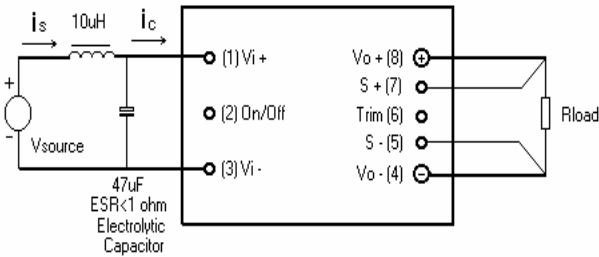 is
10uH
ic
(1) Vi +
Vo + (8)
S + (7)
(2) On/Off
Trim (6)
Rload
+
-
Vsource
S - (5)
(3) Vi -
Vo - (4)
47uF
ESR<1 ohm
Electrolytic
Capacitor